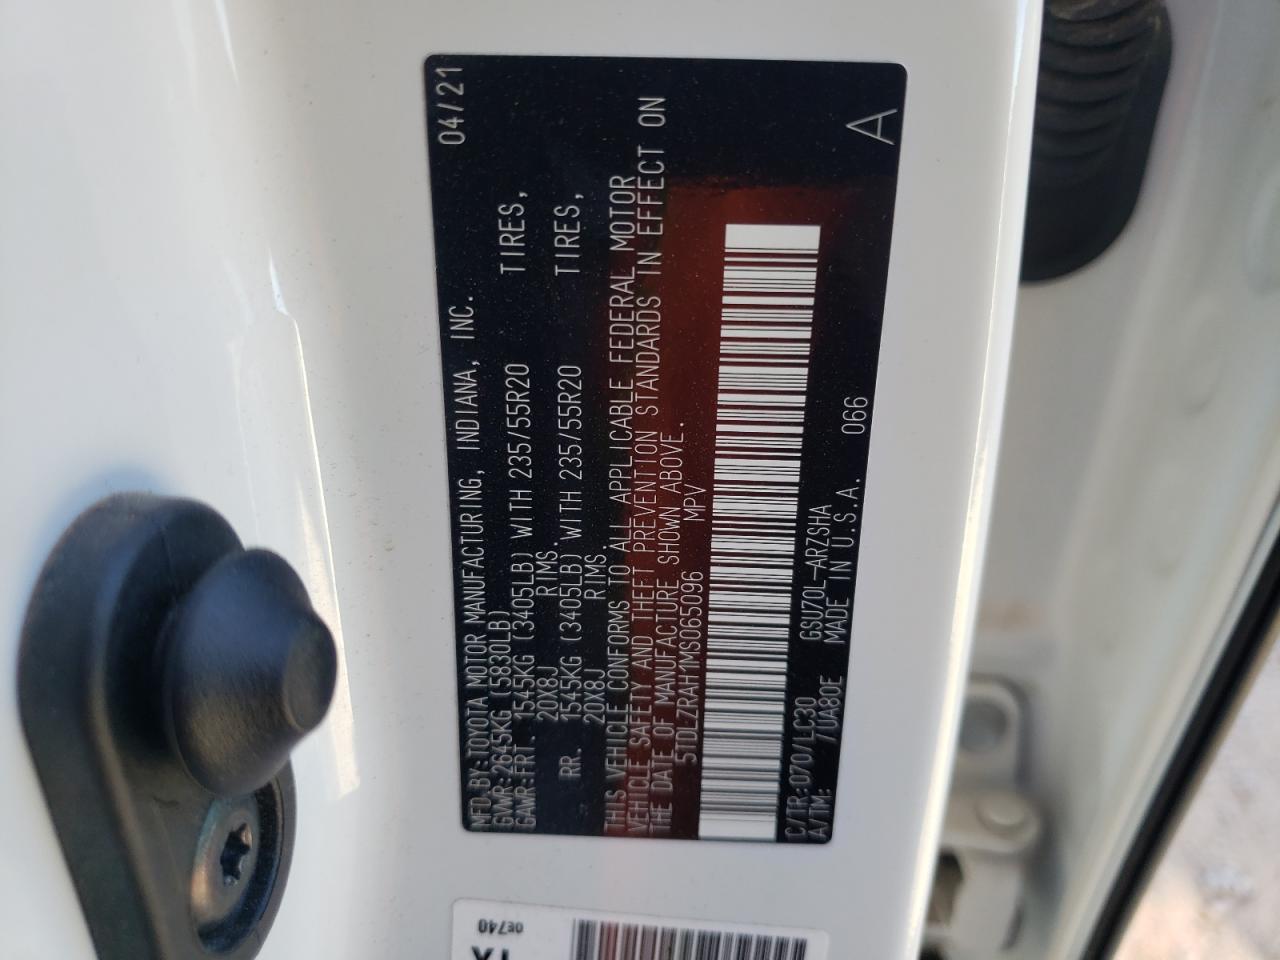 MFD.BY:TOYOTA MOTOR MANUFACTURING, INDIANA, INC. 04/21
GVWR:2645KG (5830LB)
GAWR:FRT. 1545KG (3405LB) WITH 235/55R20 TIRES,
20X8J RIMS.
RR. 1545KG (3405LB) WITH 235/55R20 TIRES,
20X8J RIMS.
THIS VEHICLE CONFORMS TO ALL APPLICABLE FEDERAL MOTOR
VEHICLE SAFETY AND THEFT PREVENTION STANDARDS IN EFFECT ON
THE DATE OF MANUFACTURE SHOWN ABOVE.
5TDLZRAH1MS065096 MPV
C/TR:070/LC30 GSU70L-ARZSHA 066
A/TM: /UA80E MADE IN U.S.A. A
0E740